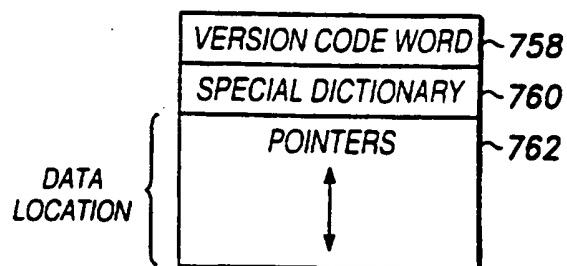 VERSION CODE WORD ~758
SPECIAL DICTIONARY ~760
POINTERS ~762
DATA
LOCATION